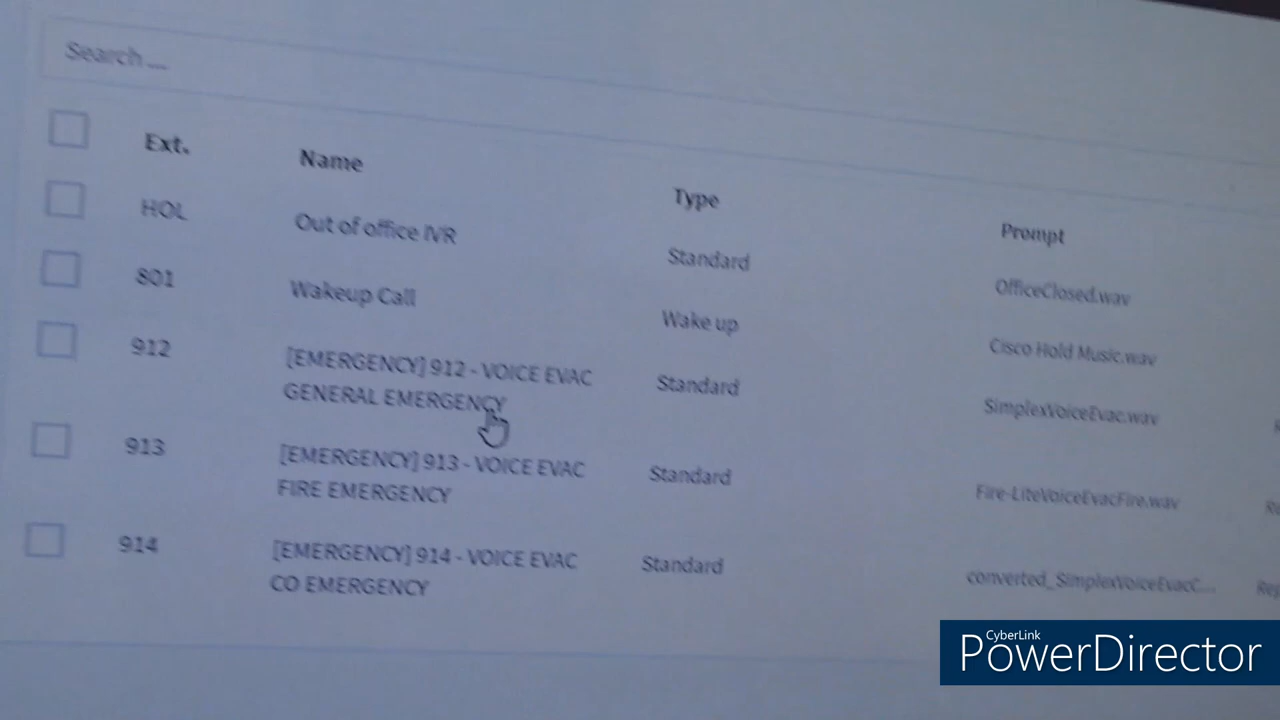 Search ...
Ext. Name Type Prompt
HOL Out of office IVR Standard OfficeClosed.wav
801 Wakeup Call Wake up Cisco Hold Music.wav
912 [EMERGENCY] 912 - VOICE EVAC GENERAL EMERGENCY Standard SimplexVoiceEvac.wav
913 [EMERGENCY] 913 - VOICE EVAC FIRE EMERGENCY Standard Fire-LiteVoiceEvacFire.wav
914 [EMERGENCY] 914 - VOICE EVAC CO EMERGENCY Standard converted_SimplexVoiceEvacC...
CyberLink
PowerDirector